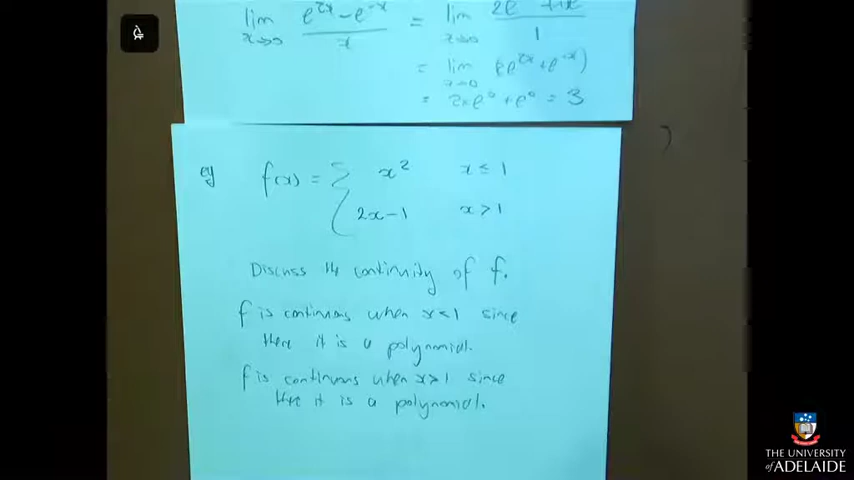 lim e^2x - e^-x / x = lim 2e / 1
x→0 x→0
= lim (2e^2x + e^-x)
x→0
= 2×e^0 + e^0 = 3
eg f(x) = { x² x ≤ 1
2x-1 x > 1
Discuss the continuity of f.
f is continuous when x < 1 since
there it is a polynomial.
f is continuous when x > 1 since
there it is a polynomial.
THE UNIVERSITY
of ADELAIDE